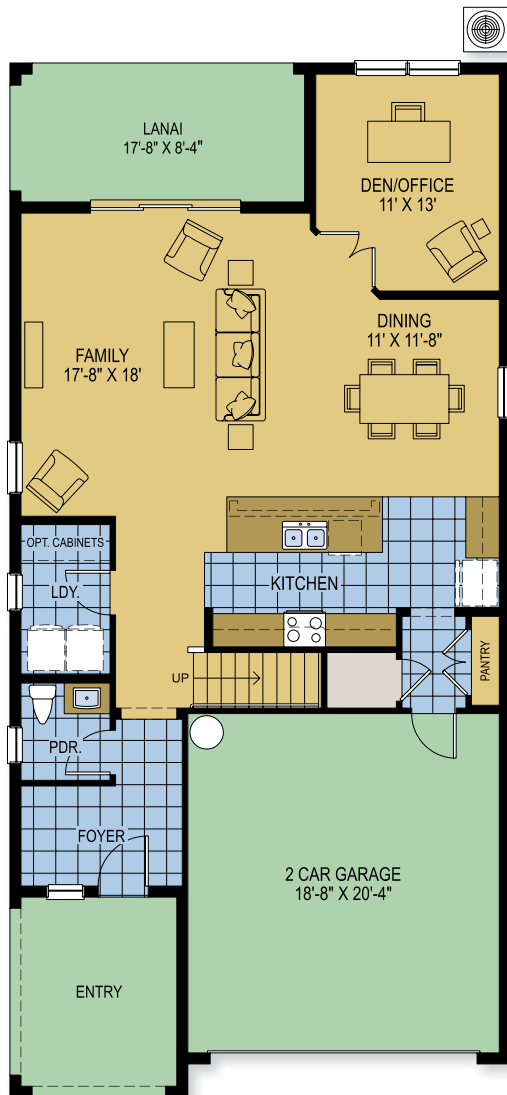 LANAI
17'-8" X 8'-4"
DEN/OFFICE
11' X 13'
DINING
11' X 11'-8"
FAMILY
17'-8" X 18'
OPT. CABINETS
LDY.
KITCHEN
PANTRY
UP
PDR.
FOYER
2 CAR GARAGE
18'-8" X 20'-4"
ENTRY